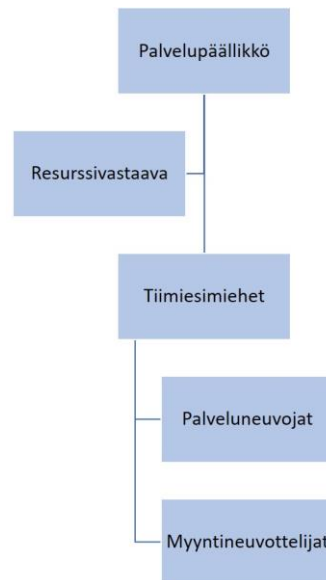 Palvelupäällikkö
Resurssivastaava
Tiimiesimiehet
Palveluneuvojat
Myyntineuvottelijat